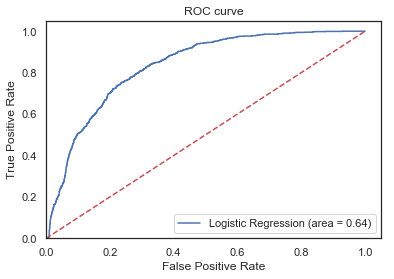 ROC curve
True Positive Rate
1.0
0.8
0.6
0.4
0.2
0.0
Logistic Regression (area = 0.64)
0.0 0.2 0.4 0.6 0.8 1.0
False Positive Rate